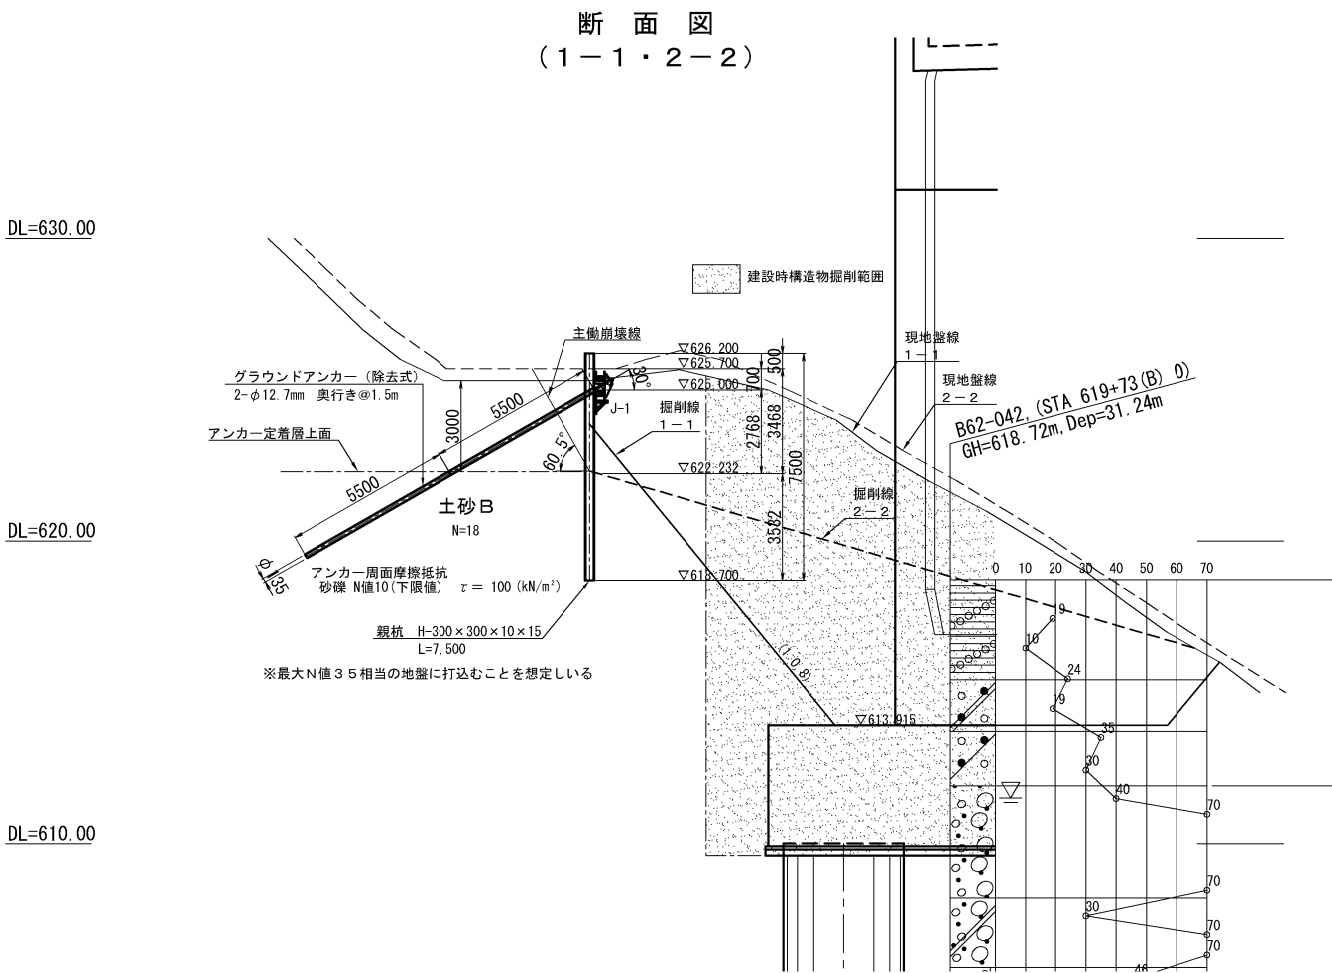 断 面 図
(1－1・2－2)
DL=630.00
建設時構造物掘削範囲
主働崩壊線
▽626.200
▽625.700
▽625.000
500
700
30°
現地盤線
1－1
現地盤線
2－2
グラウンドアンカー（除去式）
2-φ12.7mm 奥行き@1.5m
5500
3000
J-1
掘削線
1－1
2768
3468
7500
B62-042, (STA 619+73(B) 0)
GH=618.72m, Dep=31.24m
アンカー定着層上面
60.5°
▽622.232
5500
土砂B
N=18
掘削線
2－2
3532
DL=620.00
φ135
アンカー周面摩擦抵抗
砂礫 N値10(下限値) τ＝100(kN/m²)
▽618.700
0 10 20 30 40 50 60 70
親杭 H-300×300×10×15
L=7.500
※最大N値35相当の地盤に打込むことを想定しいる
(1:0.8)
9
10
24
19
▽613.915
35
30
40
70
DL=610.00
70
30
70
70
46